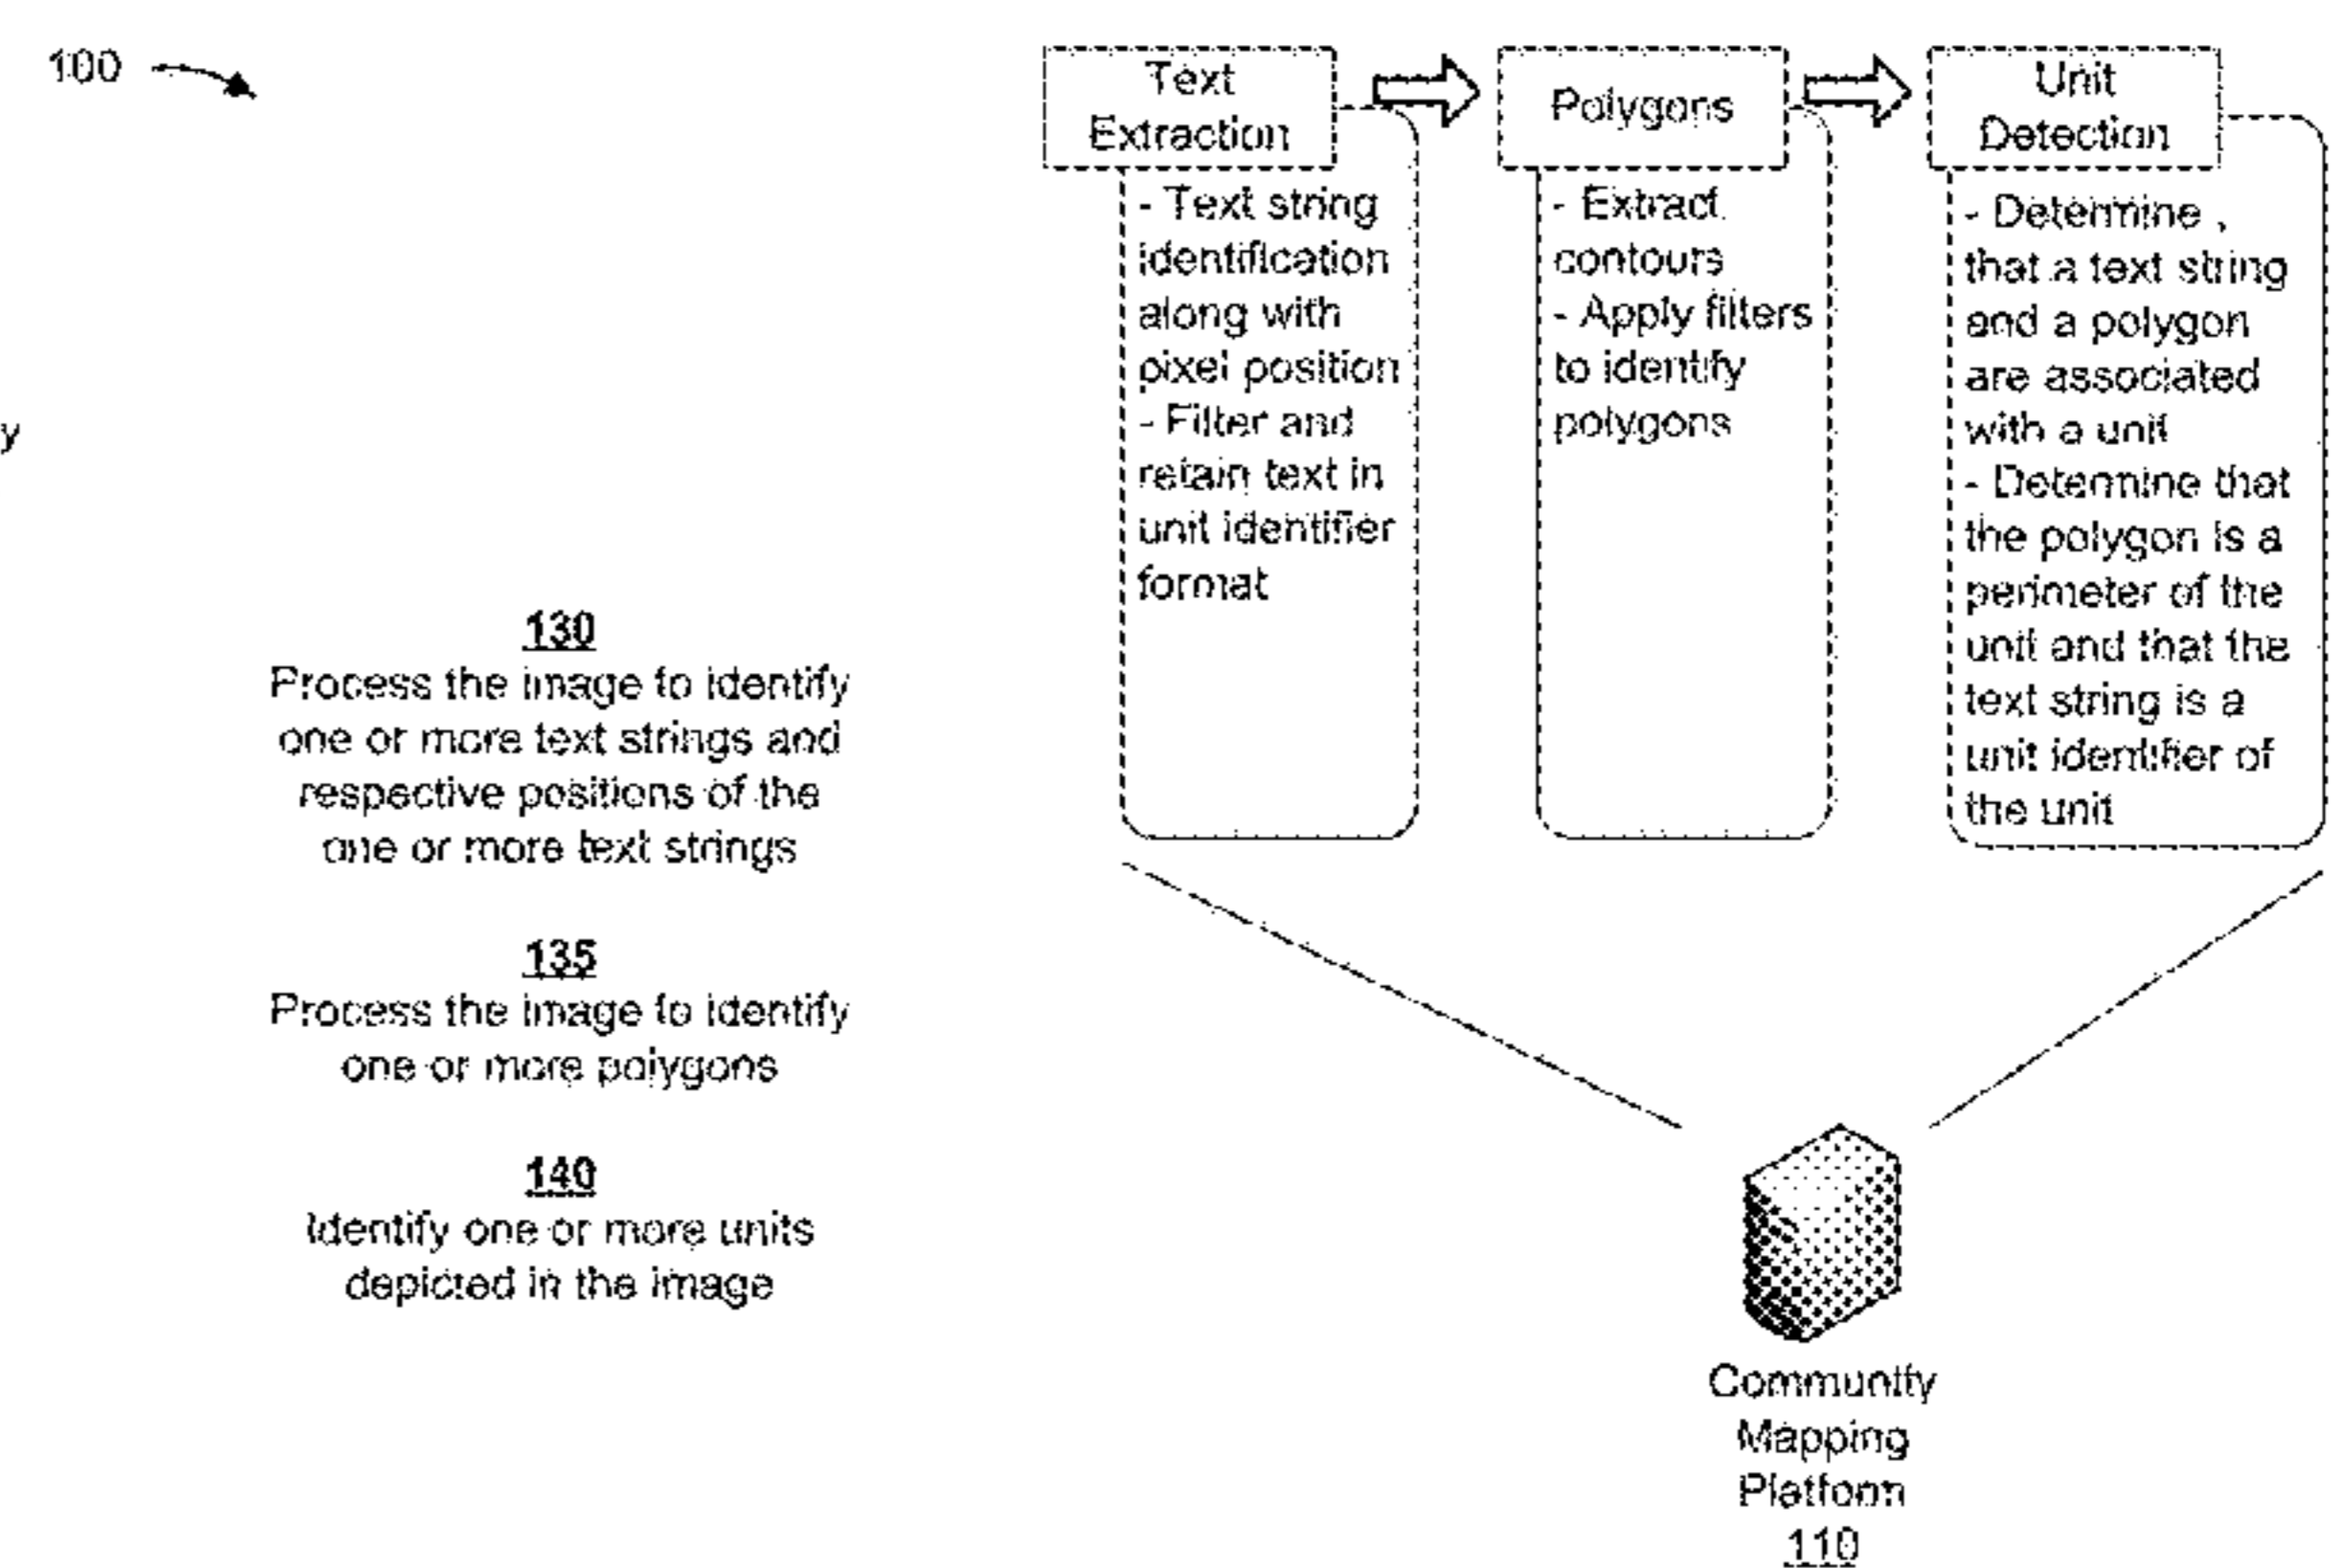 100
Text
Extraction
- Text string
identification
along with
pixel position
- Filter and
retain text in
unit identifier
format
Polygons
- Extract
contours
- Apply filters
to identify
polygons
Unit
Detection
- Determine
that a text string
and a polygon
are associated
with a unit
- Determine that
the polygon is a
perimeter of the
unit and that the
text string is a
unit identifier of
the unit
y
130
Process the image to identify
one or more text strings and
respective positions of the
one or more text strings
135
Process the image to identify
one or more polygons
140
Identify one or more units
depicted in the image
Community
Mapping
Platform
110